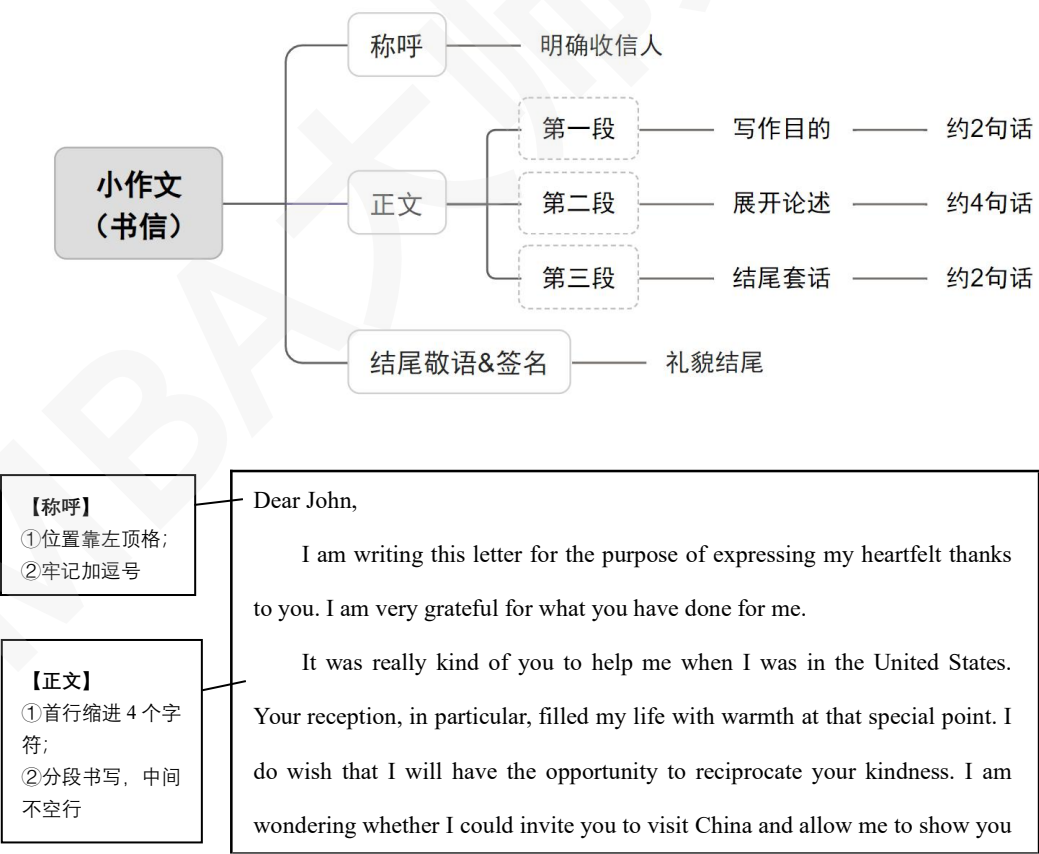 称呼
明确收信人
第一段
写作目的
约2句话
小作文
（书信）
正文
第二段
展开论述
约4句话
第三段
结尾套话
约2句话
结尾敬语&签名
礼貌结尾
【称呼】
①位置靠左顶格；
②牢记加逗号
【正文】
①首行缩进 4 个字
符；
②分段书写，中间
不空行
Dear John,
I am writing this letter for the purpose of expressing my heartfelt thanks
to you. I am very grateful for what you have done for me.
It was really kind of you to help me when I was in the United States.
Your reception, in particular, filled my life with warmth at that special point. I
do wish that I will have the opportunity to reciprocate your kindness. I am
wondering whether I could invite you to visit China and allow me to show you
MBA大师